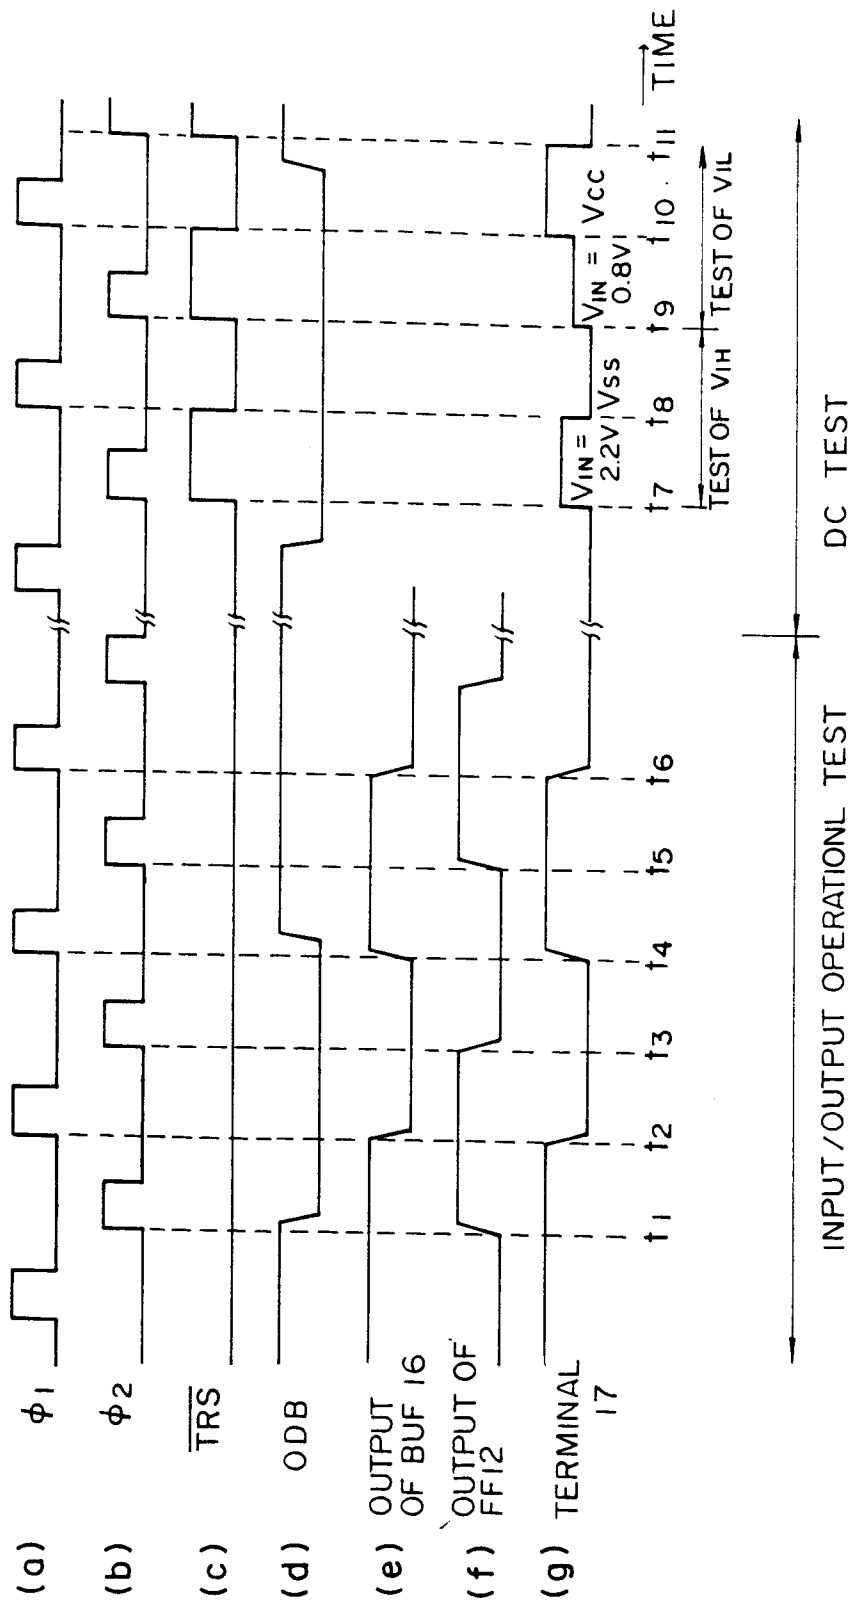 (a) φ1
(b) φ2
(c) TRS
(d) ODB
(e) OUTPUT
OF BUF 16
(f) OUTPUT OF
FF12
(g) TERMINAL
17
VIN =
2.2V
VSS
VIN =
0.8V
VCC
t1 t2 t3 t4 t5 t6 t7 t8 t9 t10 t11
TIME
TEST OF VIH
TEST OF VIL
INPUT/OUTPUT OPERATIONL TEST
DC TEST